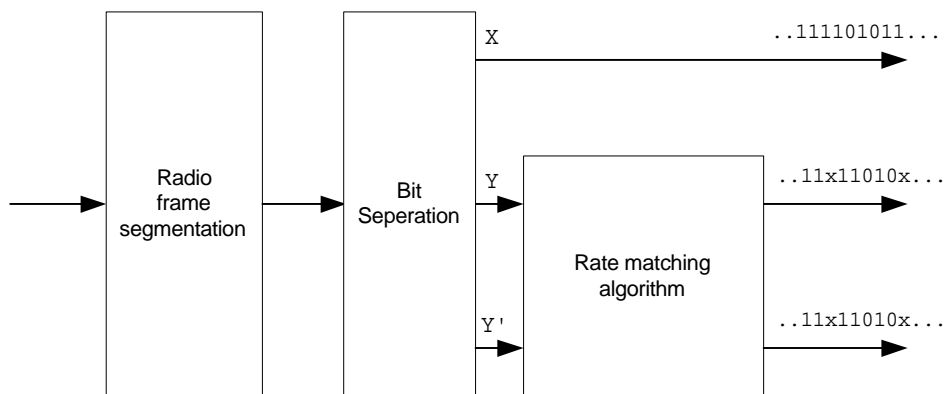 X
..111101011...
Radio
frame
segmentation
Bit
Seperation
Y
..11x11010x...
Rate matching
algorithm
Y'
..11x11010x...